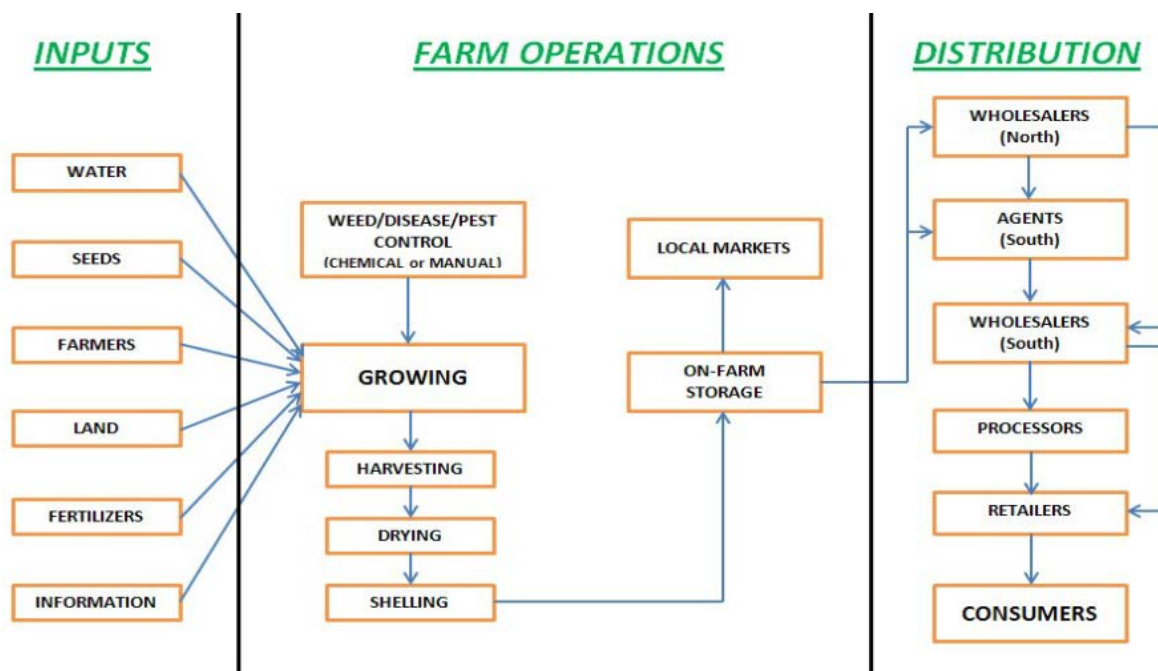 INPUTS
WATER
SEEDS
FARMERS
LAND
FERTILIZERS
INFORMATION
FARM OPERATIONS
WEED/DISEASE/PEST
CONTROL
(CHEMICAL or MANUAL)
GROWING
HARVESTING
DRYING
SHELLING
LOCAL MARKETS
ON-FARM
STORAGE
DISTRIBUTION
WHOLESALERS
(North)
AGENTS
(South)
WHOLESALERS
(South)
PROCESSORS
RETAILERS
CONSUMERS